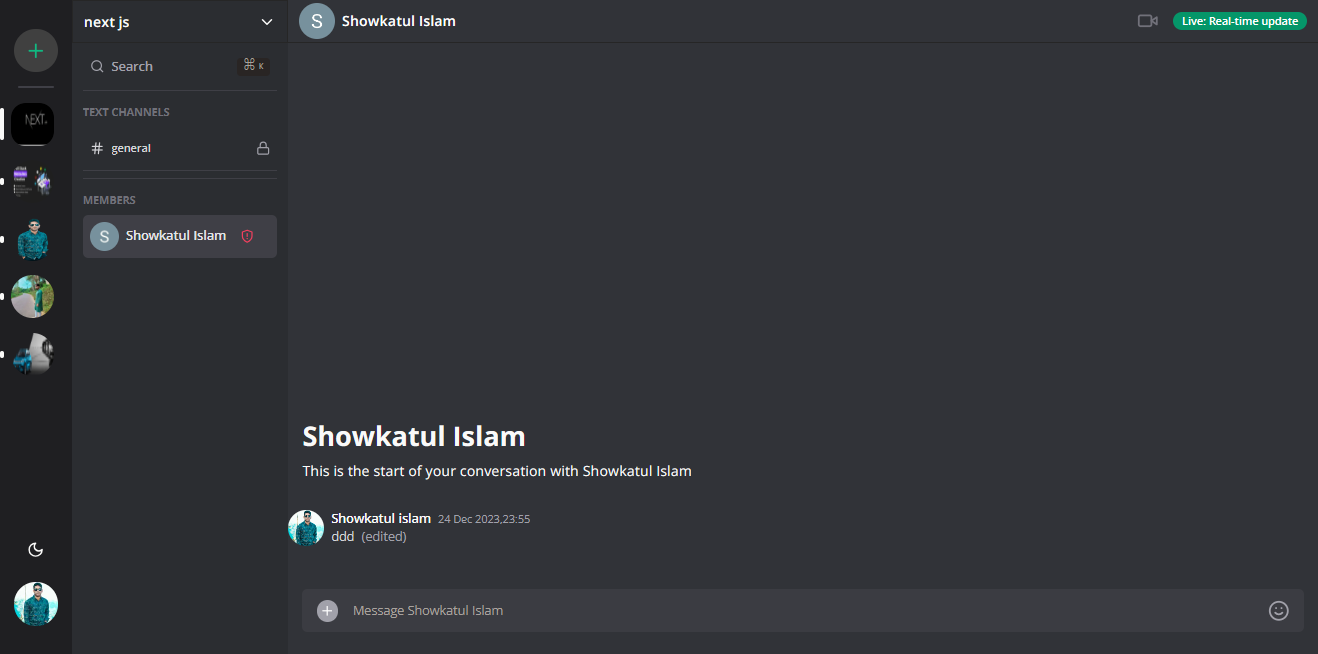 next js
Search
⌘ K
TEXT CHANNELS
# general
MEMBERS
S
Showkatul Islam
S
Showkatul Islam
Live: Real-time update
Showkatul Islam
This is the start of your conversation with Showkatul Islam
Showkatul islam 24 Dec 2023,23:55
ddd (edited)
Message Showkatul Islam
NEXT